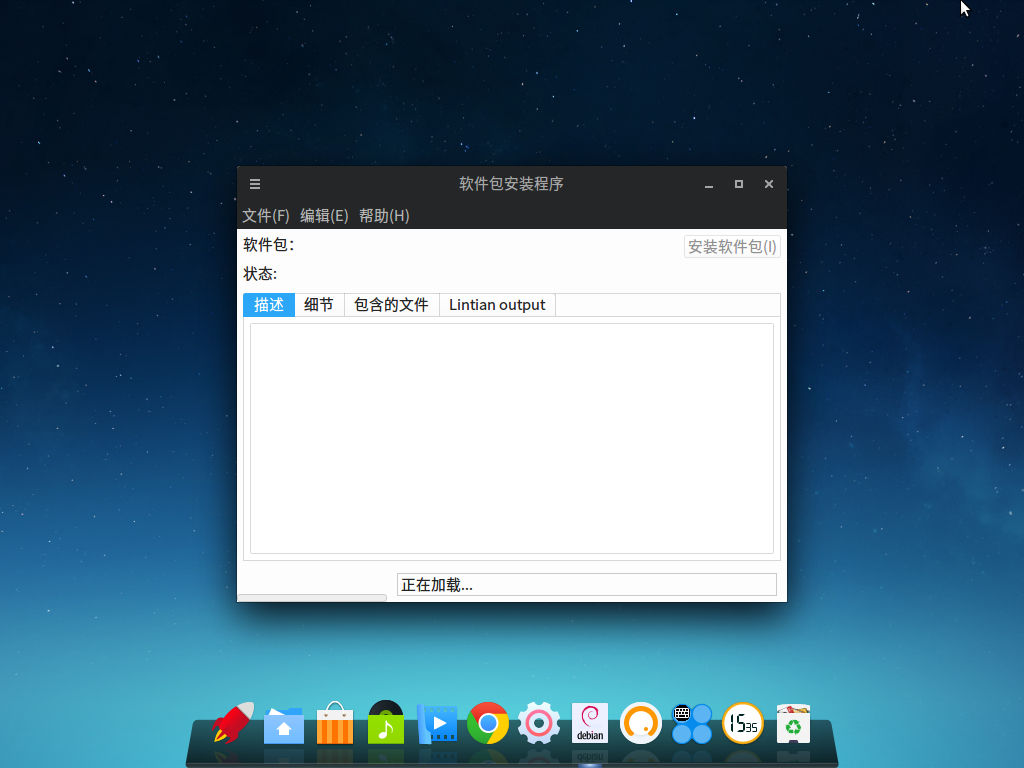 软件包安装程序
文件(F) 编辑(E) 帮助(H)
软件包：
安装软件包(I)
状态:
描述 细节 包含的文件 Lintian output
正在加载...
debian
1535